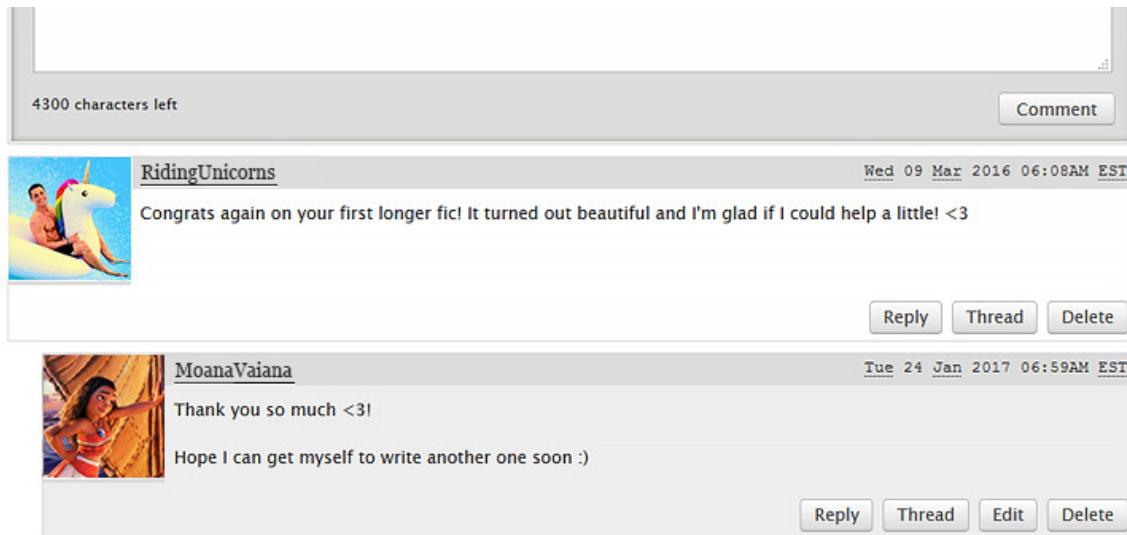 4300 characters left
Comment
RidingUnicorns
Wed 09 Mar 2016 06:08AM EST
Congrats again on your first longer fic! It turned out beautiful and I'm glad if I could help a little! <3
Reply Thread Delete
MoanaVaiana
Tue 24 Jan 2017 06:59AM EST
Thank you so much <3!
Hope I can get myself to write another one soon :)
Reply Thread Edit Delete